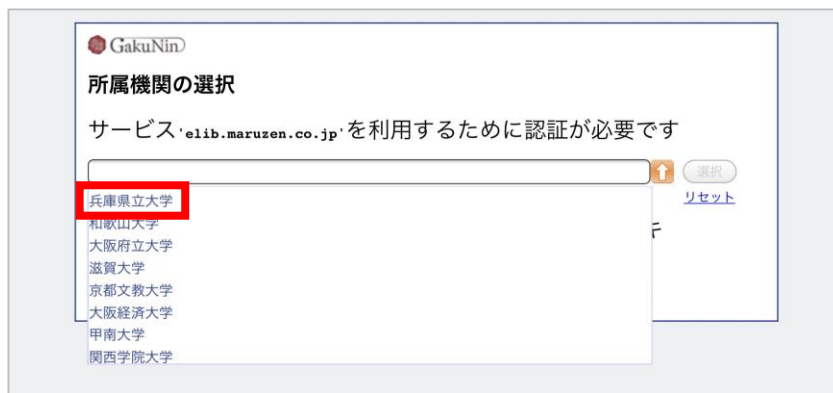 GakuNin
所属機関の選択
サービス'elib.maruzen.co.jp'を利用するために認証が必要です
選択
兵庫県立大学
リセット
和歌山大学
キ
大阪府立大学
滋賀大学
京都文教大学
大阪経済大学
甲南大学
関西学院大学